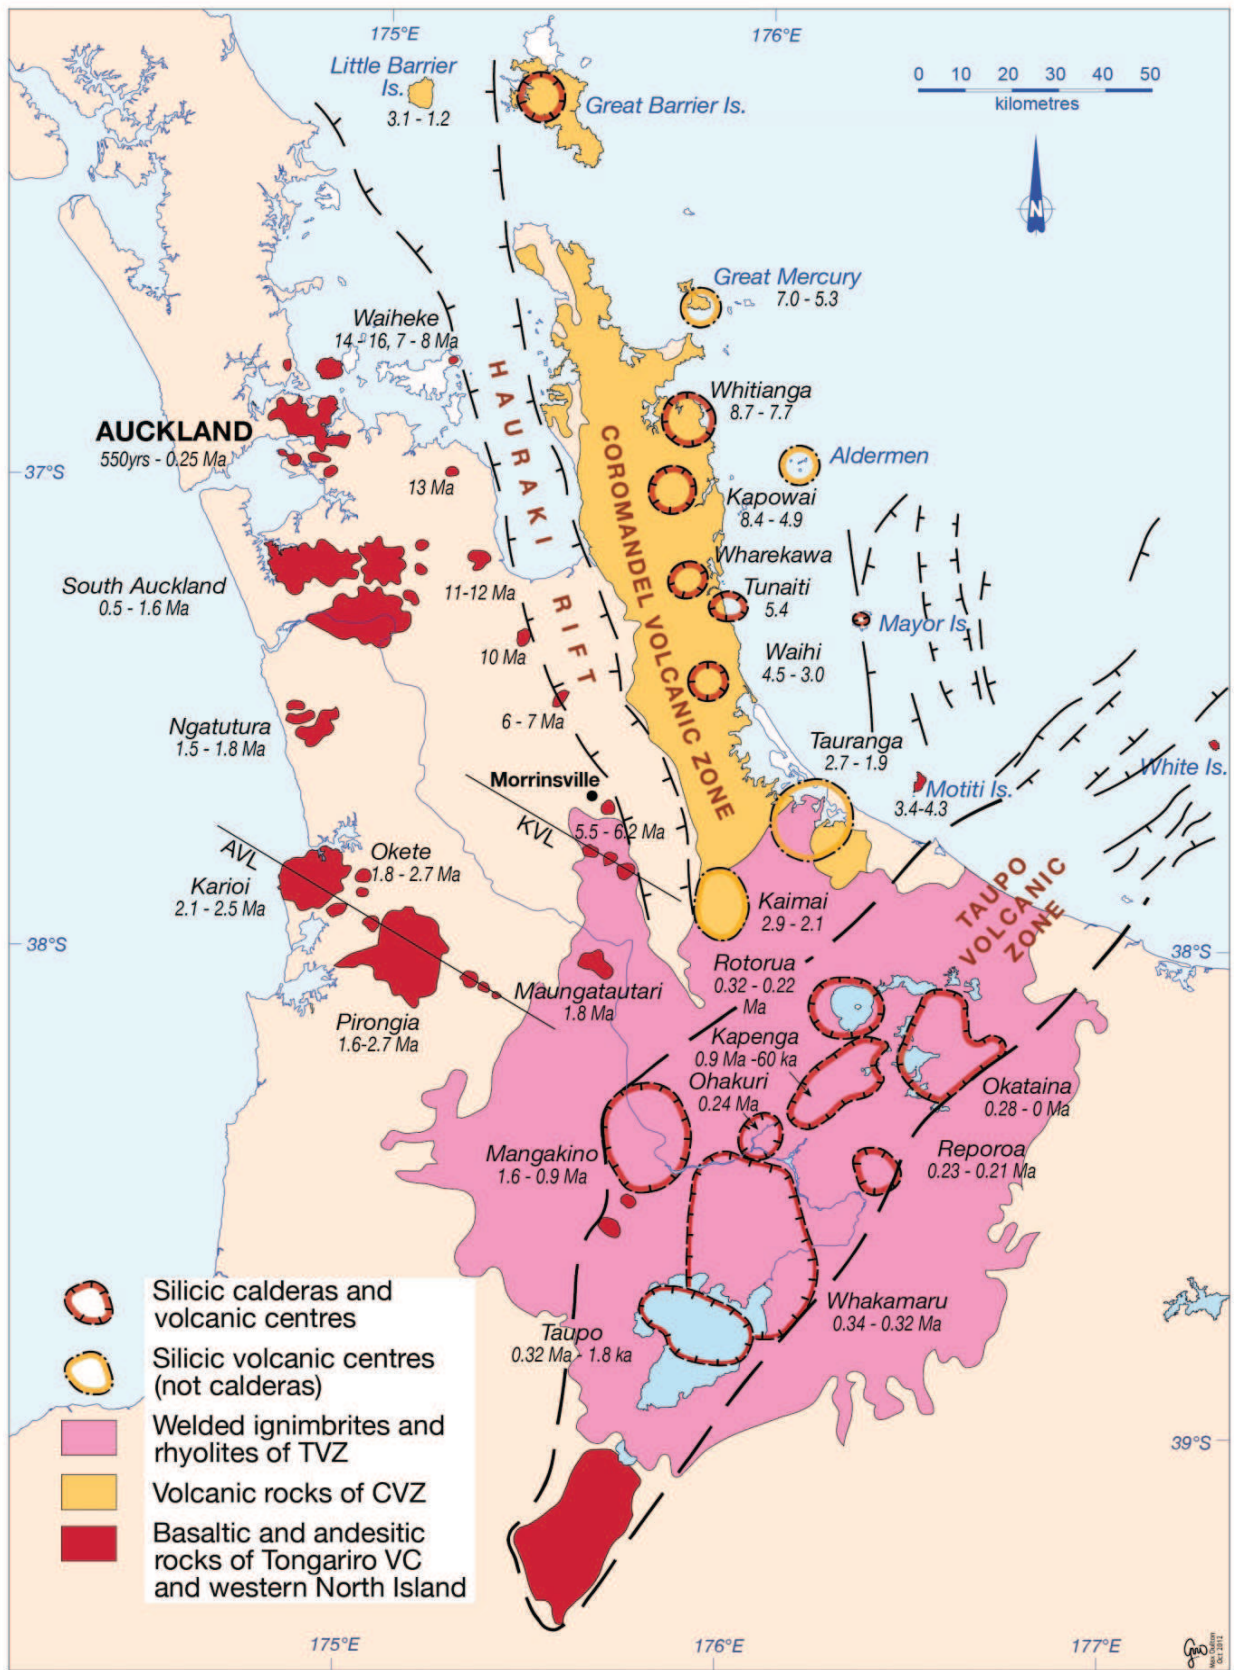 175°E
176°E
Little Barrier
Is.
3.1 - 1.2
Great Barrier Is.
0 10 20 30 40 50
kilometres
N
Great Mercury
7.0 - 5.3
Waiheke
14 - 16, 7 - 8 Ma
HAURAKI
RIFT
Whitianga
8.7 - 7.7
AUCKLAND
550yrs - 0.25 Ma
COROMANDEL VOLCANIC ZONE
Aldermen
37°S
13 Ma
Kapowai
8.4 - 4.9
Wharekawa
South Auckland
0.5 - 1.6 Ma
11-12 Ma
Tunaiti
5.4
Mayor Is.
10 Ma
Waihi
4.5 - 3.0
Ngatutura
1.5 - 1.8 Ma
6 - 7 Ma
Tauranga
2.7 - 1.9
White Is.
Morrinsville
Motiti Is.
3.4-4.3
KVL
5.5 - 6.2 Ma
AVL
Okete
1.8 - 2.7 Ma
Karioi
2.1 - 2.5 Ma
TAUPO
VOLCANIC
ZONE
Kaimai
2.9 - 2.1
38°S
38°S
Rotorua
0.32 - 0.22
Ma
Maungatautari
1.8 Ma
Pirongia
1.6-2.7 Ma
Kapenga
0.9 Ma -60 ka
Ohakuri
0.24 Ma
Okataina
0.28 - 0 Ma
Mangakino
1.6 - 0.9 Ma
Reporoa
0.23 - 0.21 Ma
Silicic calderas and
volcanic centres
Whakamaru
0.34 - 0.32 Ma
Taupo
0.32 Ma - 1.8 ka
Silicic volcanic centres
(not calderas)
Welded ignimbrites and
rhyolites of TVZ
39°S
Volcanic rocks of CVZ
Basaltic and andesitic
rocks of Tongariro VC
and western North Island
175°E
176°E
177°E
Max Oulton
Oct 2012